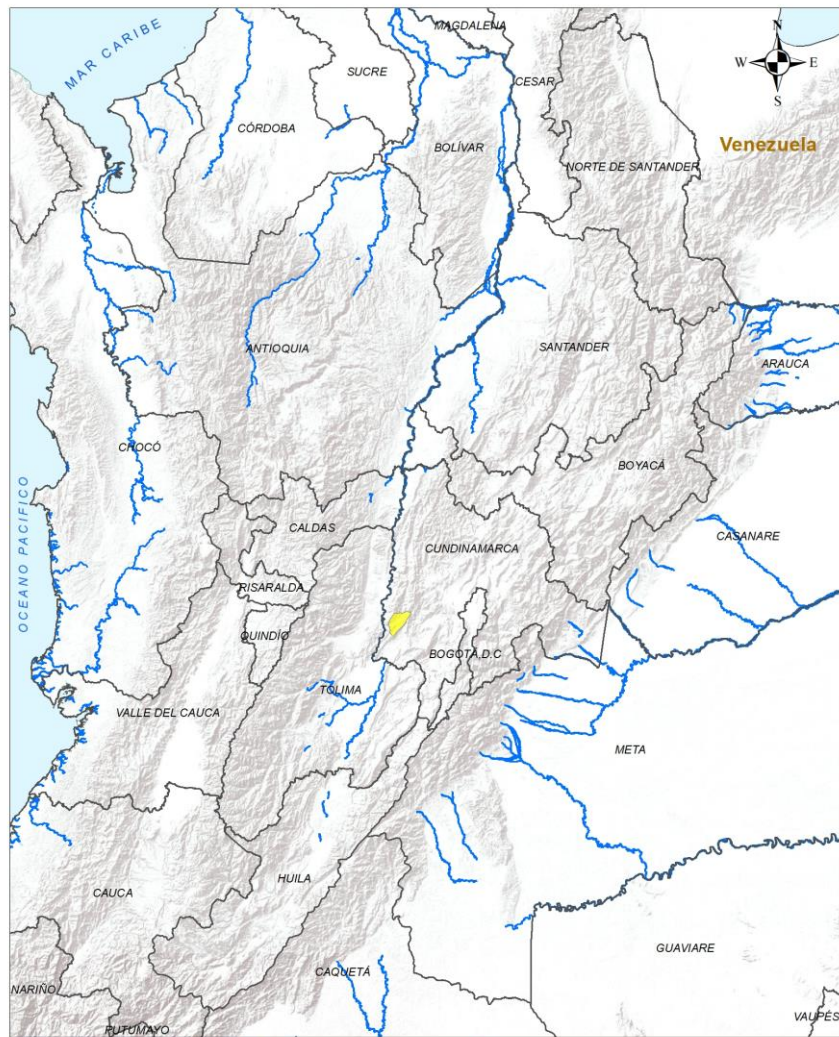 MAGDALENA
MAR CARIBE
N
W
E
S
SUCRE
CESAR
CÓRDOBA
BOLÍVAR
Venezuela
NORTE DE SANTANDER
ANTIOQUIA
SANTANDER
ARAUCA
CHOCÓ
BOYACÁ
CALDAS
CUNDINAMARCA
CASANARE
OCEANO PACIFICO
RISARALDA
QUINDÍO
BOGOTÁ, D.C
TOLIMA
VALLE DEL CAUCA
META
HUILA
CAUCA
GUAVIARE
CAQUETÁ
NARIÑO
VAUPÉS
PUTUMAYO